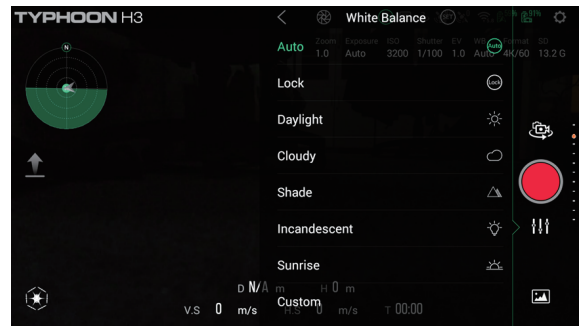 TYPHOON H3
White Balance
91%
N
Auto
Auto
Zoom Exposure ISO Shutter EV WB Format SD
1.0 Auto 3200 1/100 1.0 Auto 4K/60 13.2 G
Lock
Lock
Daylight
Cloudy
Shade
Incandescent
Sunrise
D N/A m H 0 m
Custom
V.S 0 m/s H.S 0 m/s T 00:00